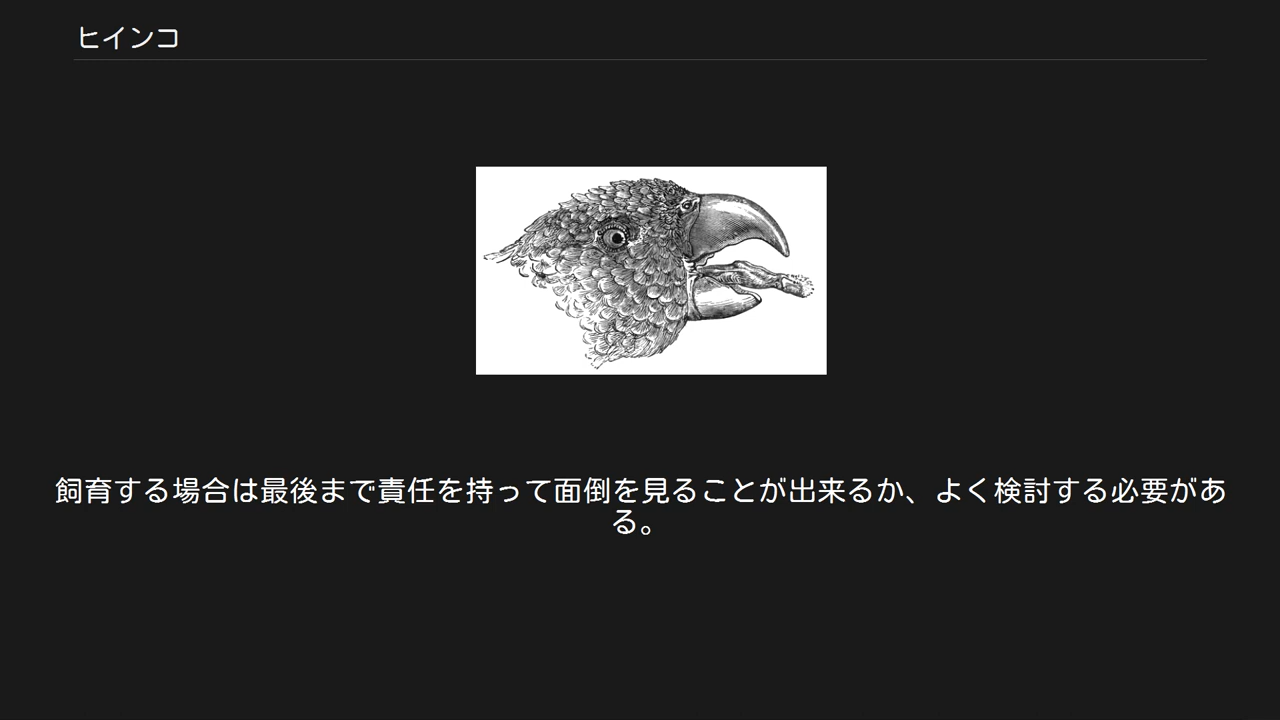 ヒインコ
飼育する場合は最後まで責任を持って面倒を見ることが出来るか、よく検討する必要があ
る。